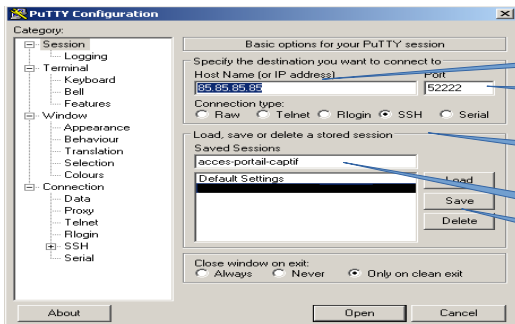 PuTTY Configuration
Category:
Session
Logging
Terminal
Keyboard
Bell
Features
Window
Appearance
Behaviour
Translation
Selection
Colours
Connection
Data
Proxy
Telnet
Rlogin
SSH
Serial
Basic options for your PuTTY session
Specify the destination you want to connect to
Host Name (or IP address) Port
85.85.85.85 52222
Connection type:
Raw Telnet Rlogin SSH Serial
Load, save or delete a stored session
Saved Sessions
acces-portail-captif
Default Settings
Load
Save
Delete
Close window on exit:
Always Never Only on clean exit
About Open Cancel